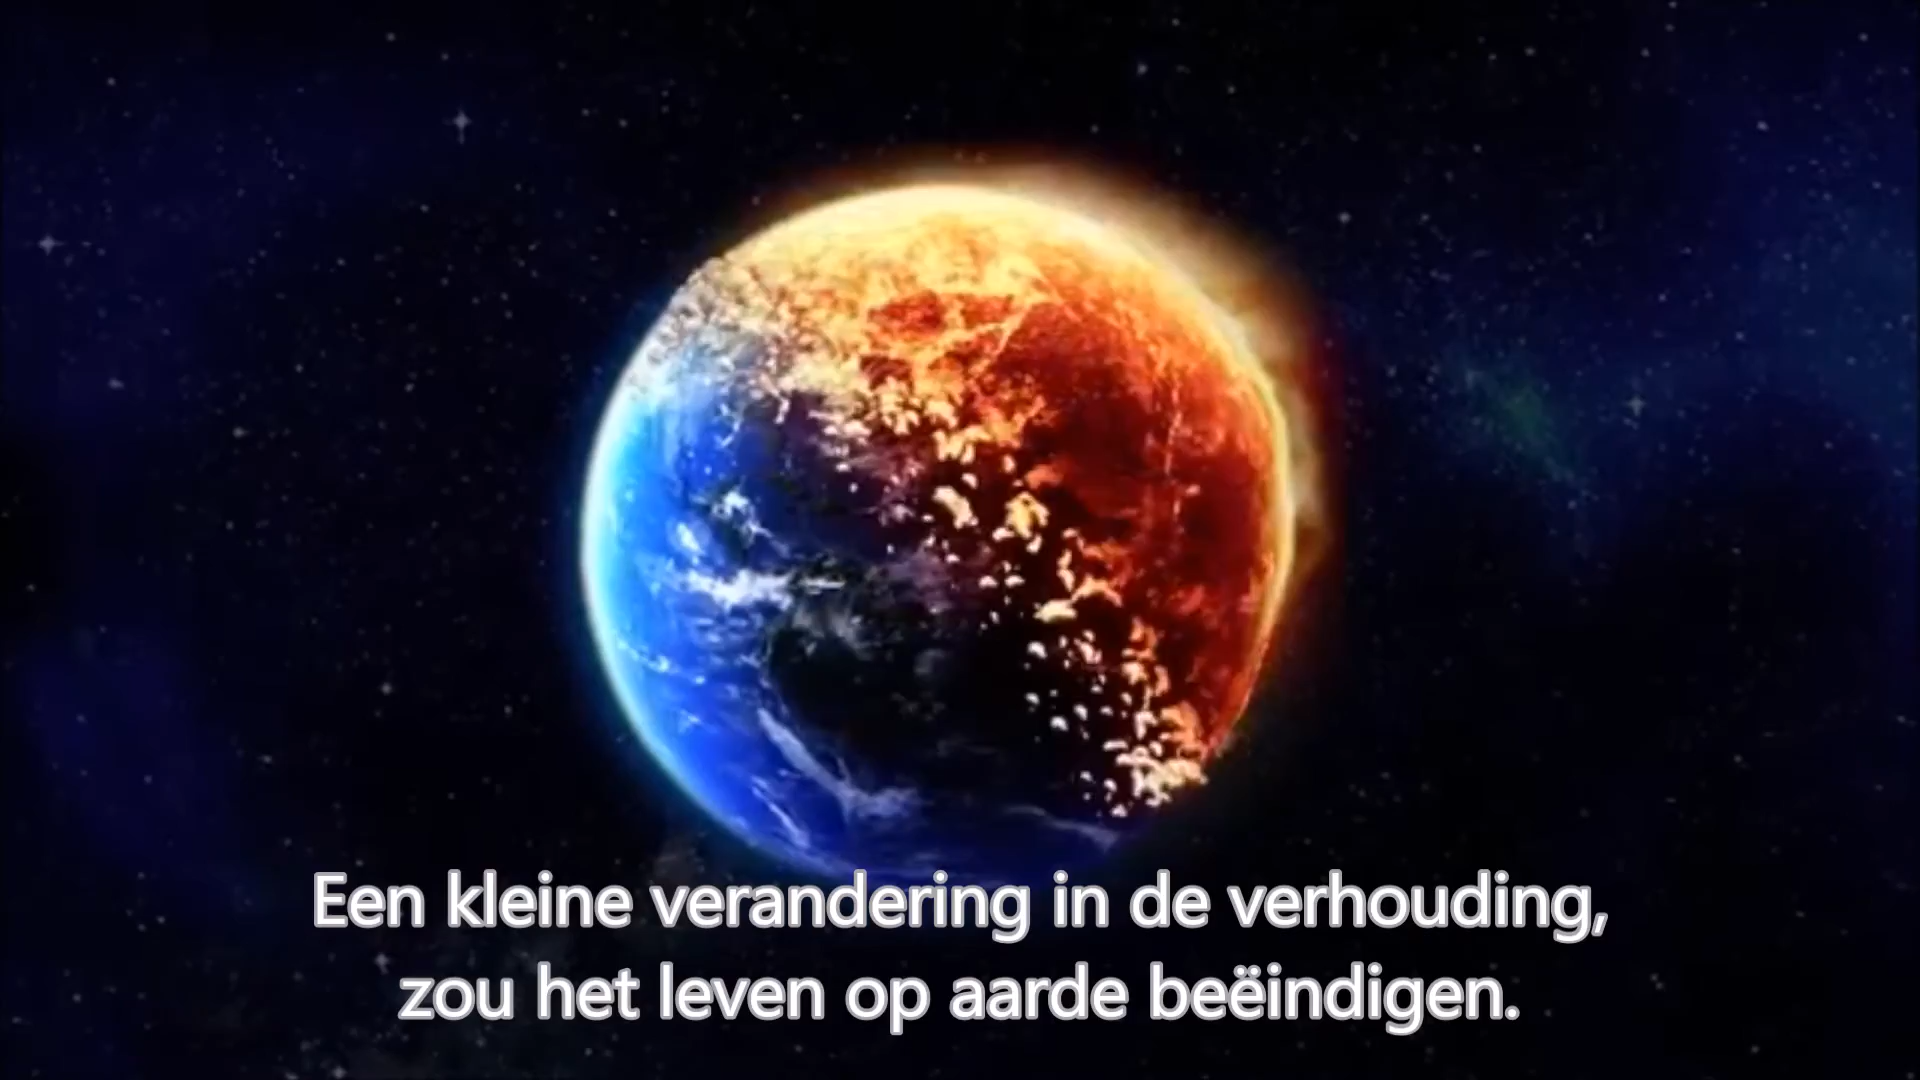 Een kleine verandering in de verhouding,
zou het leven op aarde beëindigen.